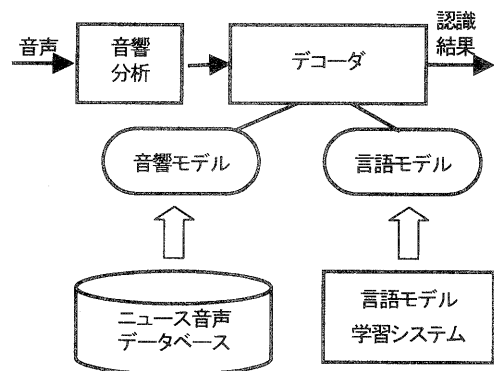 音声
音響
分析
デコーダ
認識
結果
音響モデル
言語モデル
ニュース音声
データベース
言語モデル
学習システム